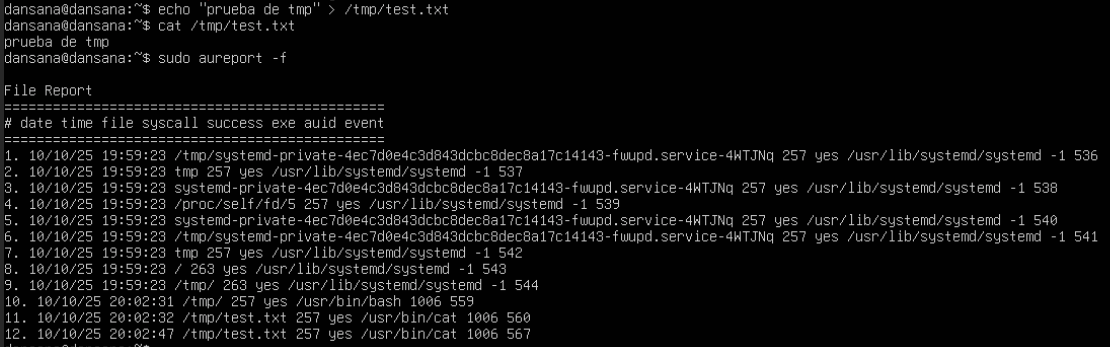 dansana@dansana:~$ echo "prueba de tmp" > /tmp/test.txt
dansana@dansana:~$ cat /tmp/test.txt
prueba de tmp
dansana@dansana:~$ sudo aureport -f
File Report
===============================================
# date time file syscall success exe auid event
===============================================
1. 10/10/25 19:59:23 /tmp/systemd-private-4ec7d0e4c3d843dcbc8dec8a17c14143-fwupd.service-4WTJNq 257 yes /usr/lib/systemd/systemd -1 536
2. 10/10/25 19:59:23 tmp 257 yes /usr/lib/systemd/systemd -1 537
3. 10/10/25 19:59:23 systemd-private-4ec7d0e4c3d843dcbc8dec8a17c14143-fwupd.service-4WTJNq 257 yes /usr/lib/systemd/systemd -1 538
4. 10/10/25 19:59:23 /proc/self/fd/5 257 yes /usr/lib/systemd/systemd -1 539
5. 10/10/25 19:59:23 systemd-private-4ec7d0e4c3d843dcbc8dec8a17c14143-fwupd.service-4WTJNq 257 yes /usr/lib/systemd/systemd -1 540
6. 10/10/25 19:59:23 /tmp/systemd-private-4ec7d0e4c3d843dcbc8dec8a17c14143-fwupd.service-4WTJNq 257 yes /usr/lib/systemd/systemd -1 541
7. 10/10/25 19:59:23 tmp 257 yes /usr/lib/systemd/systemd -1 542
8. 10/10/25 19:59:23 / 263 yes /usr/lib/systemd/systemd -1 543
9. 10/10/25 19:59:23 /tmp/ 263 yes /usr/lib/systemd/systemd -1 544
10. 10/10/25 20:02:31 /tmp/ 257 yes /usr/bin/bash 1006 559
11. 10/10/25 20:02:32 /tmp/test.txt 257 yes /usr/bin/cat 1006 560
12. 10/10/25 20:02:47 /tmp/test.txt 257 yes /usr/bin/cat 1006 567